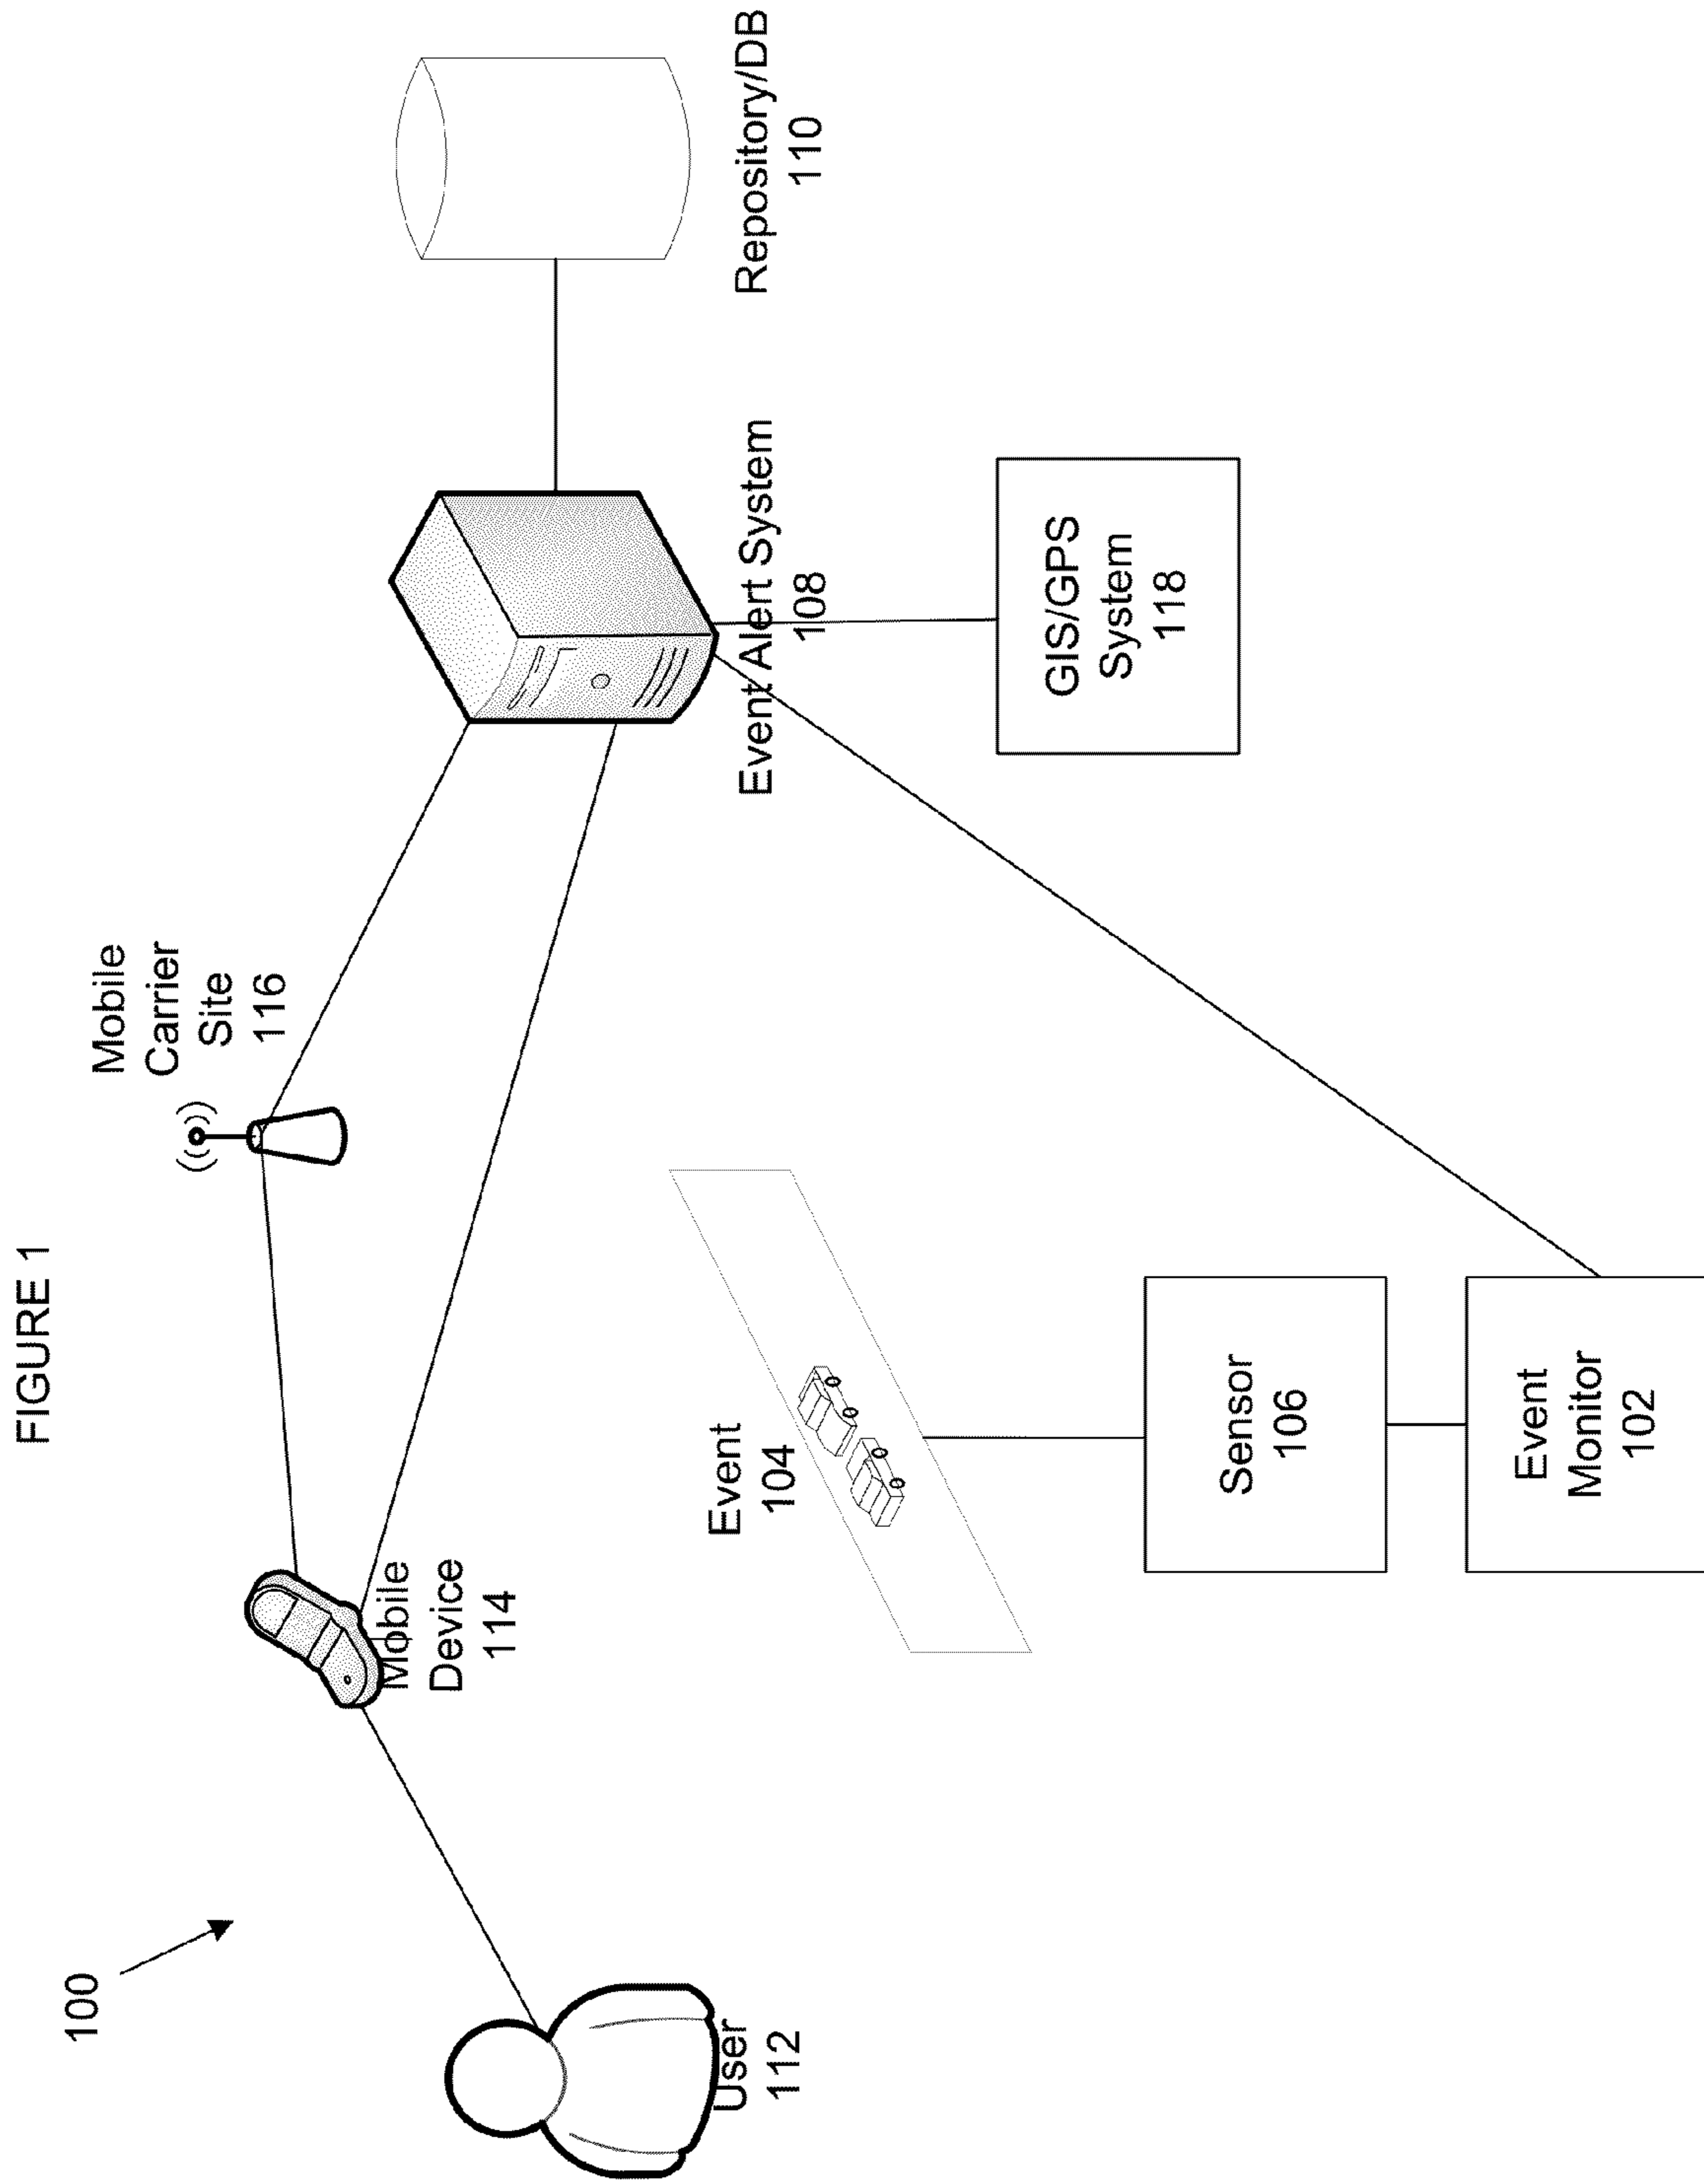 FIGURE 1
100
Mobile
Carrier
Site
116
Mobile
Device
114
User
112
Event
104
Event Alert System
108
Repository/DB
110
GIS/GPS
System
118
Sensor
106
Event
Monitor
102